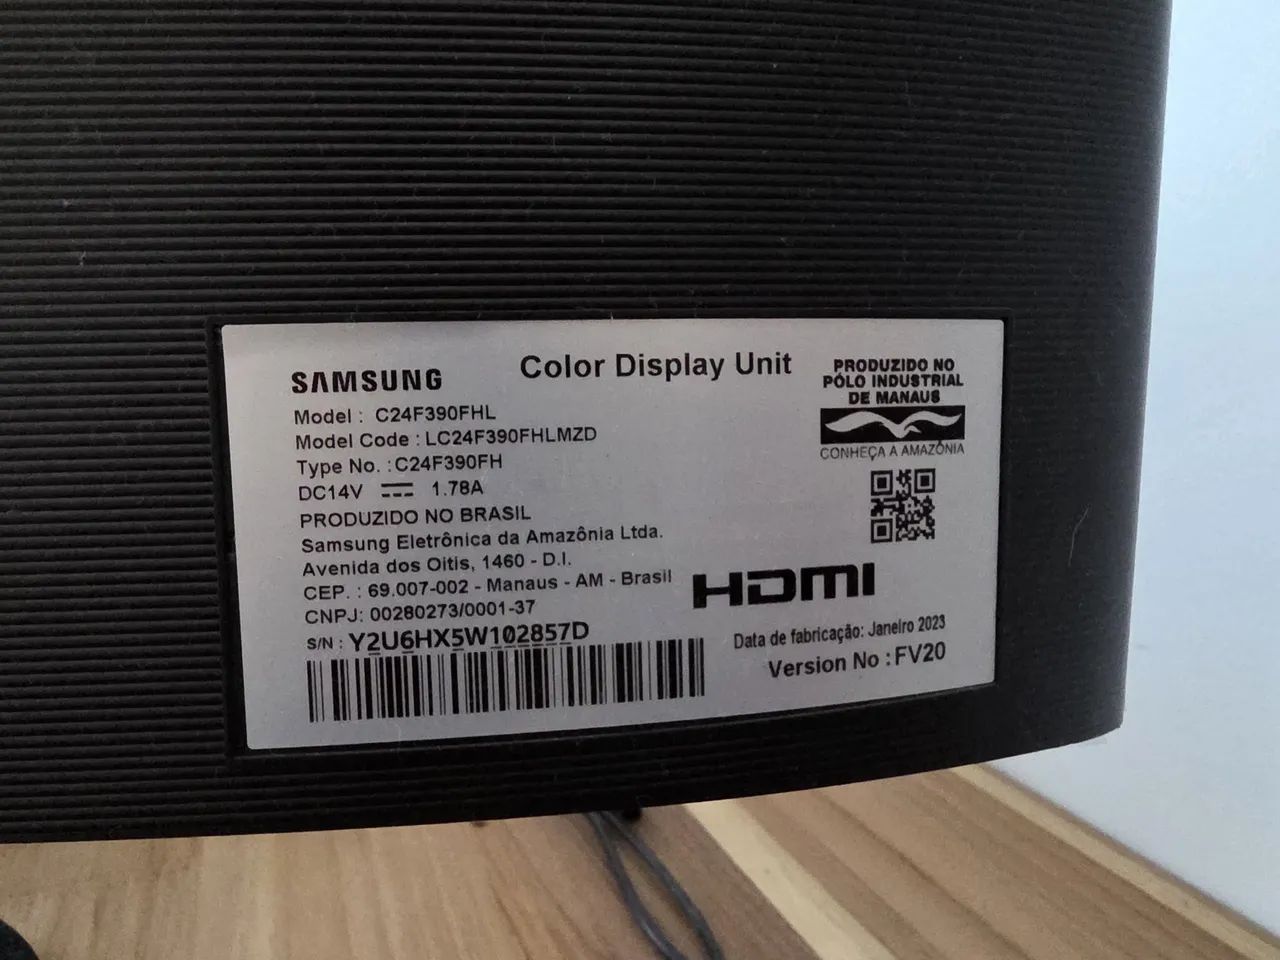 SAMSUNG
Color Display Unit
Model : C24F390FHL
Model Code : LC24F390FHLMZD
Type No. : C24F390FH
DC14V 1.78A
PRODUZIDO NO BRASIL
Samsung Eletrônica da Amazônia Ltda.
Avenida dos Oitis, 1460 - D.I.
CEP. : 69.007-002 - Manaus - AM - Brasil
CNPJ: 00280273/0001-37
S/N : Y2U6HX5W102857D
PRODUZIDO NO
PÓLO INDUSTRIAL
DE MANAUS
CONHEÇA A AMAZÔNIA
HDMI
Data de fabricação: Janeiro 2023
Version No : FV20